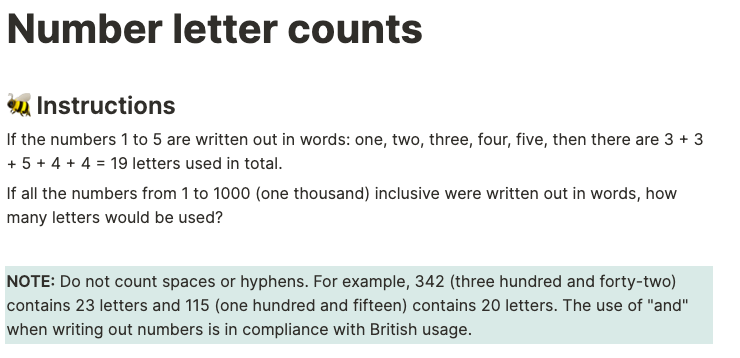 Number letter counts
🐝 Instructions
If the numbers 1 to 5 are written out in words: one, two, three, four, five, then there are 3 + 3
+ 5 + 4 + 4 = 19 letters used in total.
If all the numbers from 1 to 1000 (one thousand) inclusive were written out in words, how
many letters would be used?
NOTE: Do not count spaces or hyphens. For example, 342 (three hundred and forty-two)
contains 23 letters and 115 (one hundred and fifteen) contains 20 letters. The use of "and"
when writing out numbers is in compliance with British usage.